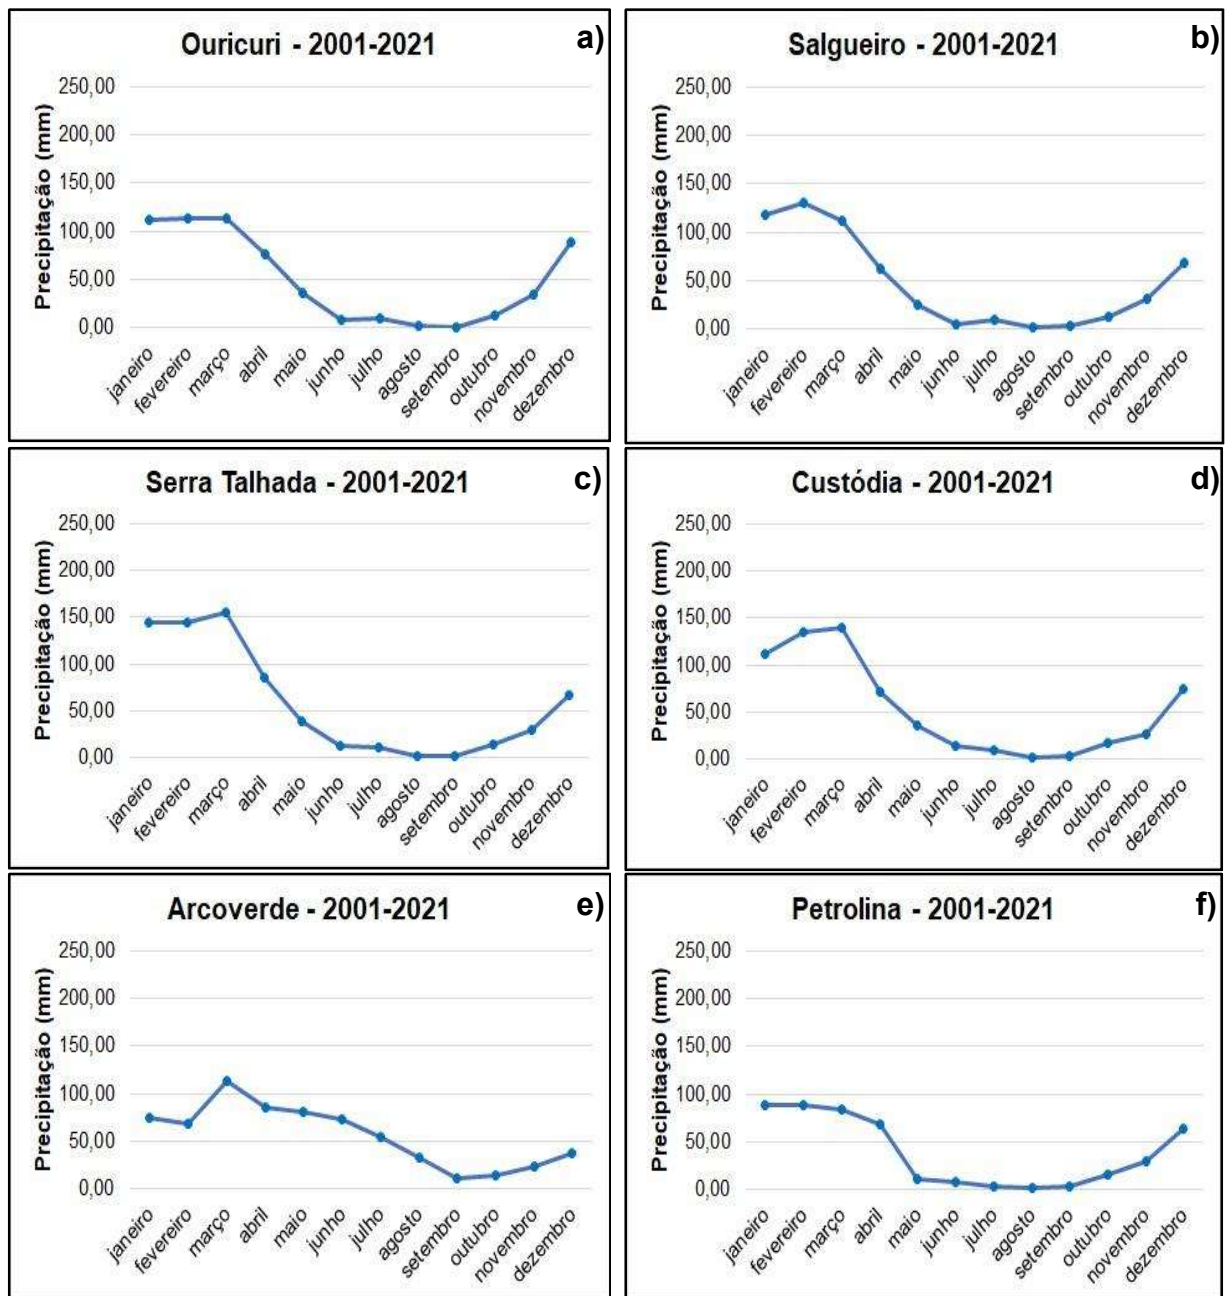 Ouricuri - 2001-2021
a)
Precipitação (mm)
250,00
200,00
150,00
100,00
50,00
0,00
janeiro
fevereiro
março
abril
maio
junho
julho
agosto
setembro
outubro
novembro
dezembro
Salgueiro - 2001-2021
b)
Precipitação (mm)
250,00
200,00
150,00
100,00
50,00
0,00
janeiro
fevereiro
março
abril
maio
junho
julho
agosto
setembro
outubro
novembro
dezembro
Serra Talhada - 2001-2021
c)
Precipitação (mm)
250,00
200,00
150,00
100,00
50,00
0,00
janeiro
fevereiro
março
abril
maio
junho
julho
agosto
setembro
outubro
novembro
dezembro
Custódia - 2001-2021
d)
Precipitação (mm)
250,00
200,00
150,00
100,00
50,00
0,00
janeiro
fevereiro
março
abril
maio
junho
julho
agosto
setembro
outubro
novembro
dezembro
Arcoverde - 2001-2021
e)
Precipitação (mm)
250,00
200,00
150,00
100,00
50,00
0,00
janeiro
fevereiro
março
abril
maio
junho
julho
agosto
setembro
outubro
novembro
dezembro
Petrolina - 2001-2021
f)
Precipitação (mm)
250,00
200,00
150,00
100,00
50,00
0,00
janeiro
fevereiro
março
abril
maio
junho
julho
agosto
setembro
outubro
novembro
dezembro